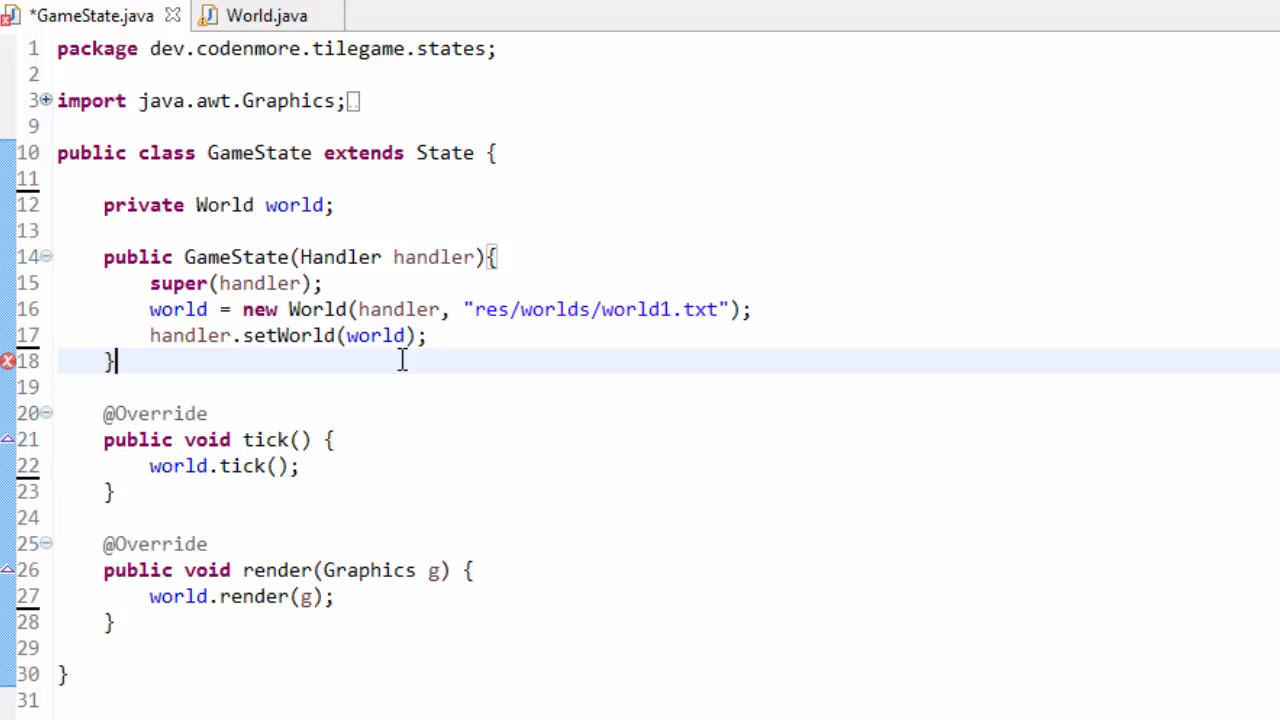 *GameState.java World.java
1 package dev.codenmore.tilegame.states;
2
3 import java.awt.Graphics;
9
10 public class GameState extends State {
11
12 private World world;
13
14 public GameState(Handler handler){
15 super(handler);
16 world = new World(handler, "res/worlds/world1.txt");
17 handler.setWorld(world);
18 }
19
20 @Override
21 public void tick() {
22 world.tick();
23 }
24
25 @Override
26 public void render(Graphics g) {
27 world.render(g);
28 }
29
30 }
31